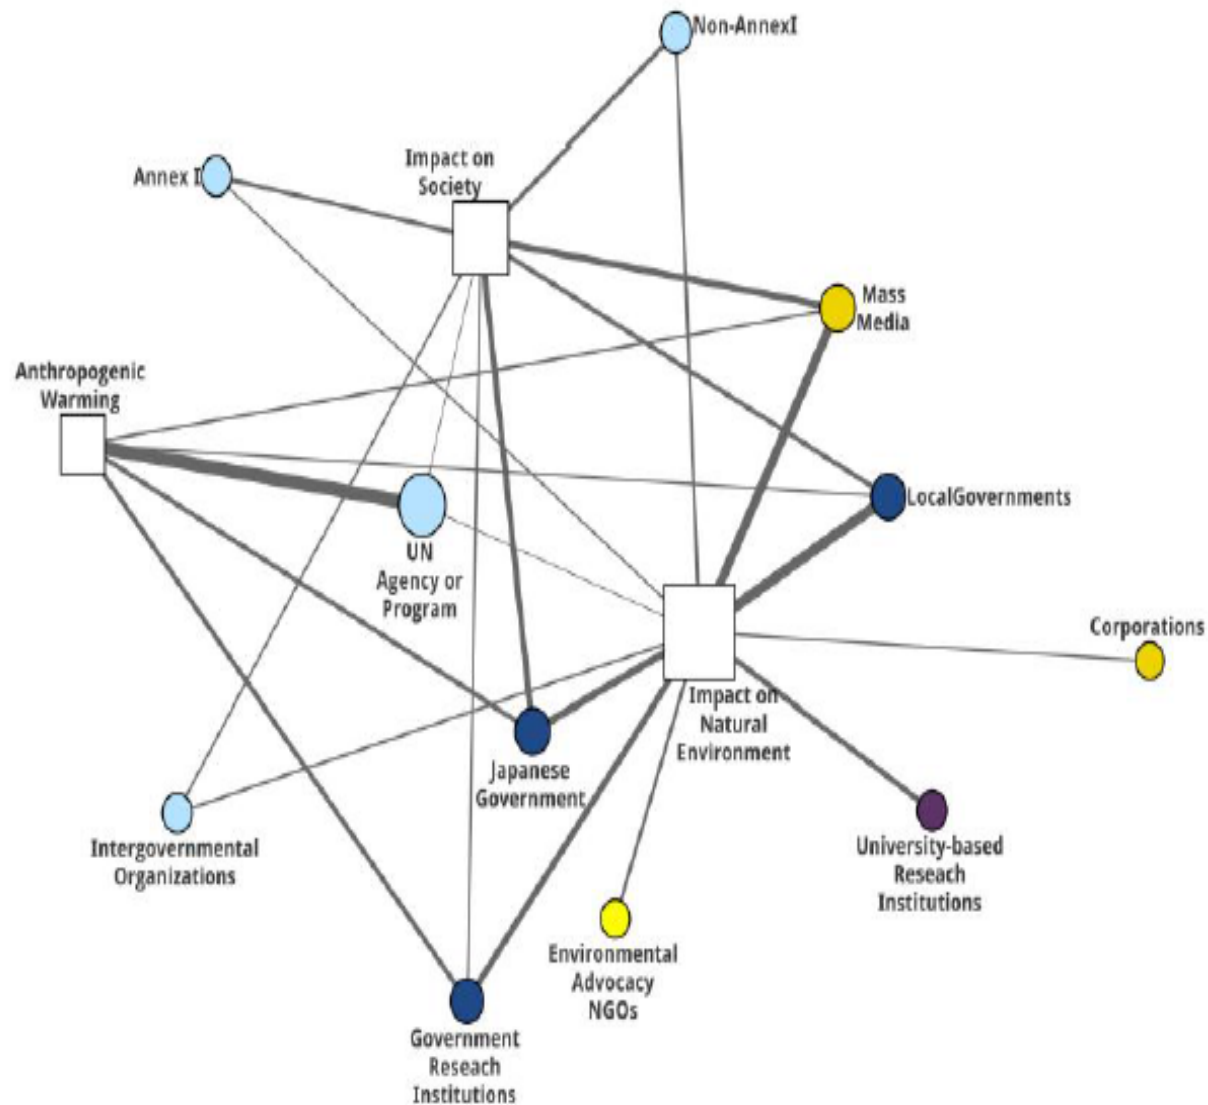 Non-AnnexI
Impact on
Society
Annex I
Mass
Media
Anthropogenic
Warming
LocalGovernments
UN
Agency or
Program
Corporations
Impact on
Natural
Environment
Japanese
Government
Intergovernmental
Organizations
University-based
Reseach
Institutions
Environmental
Advocacy
NGOs
Government
Reseach
Institutions